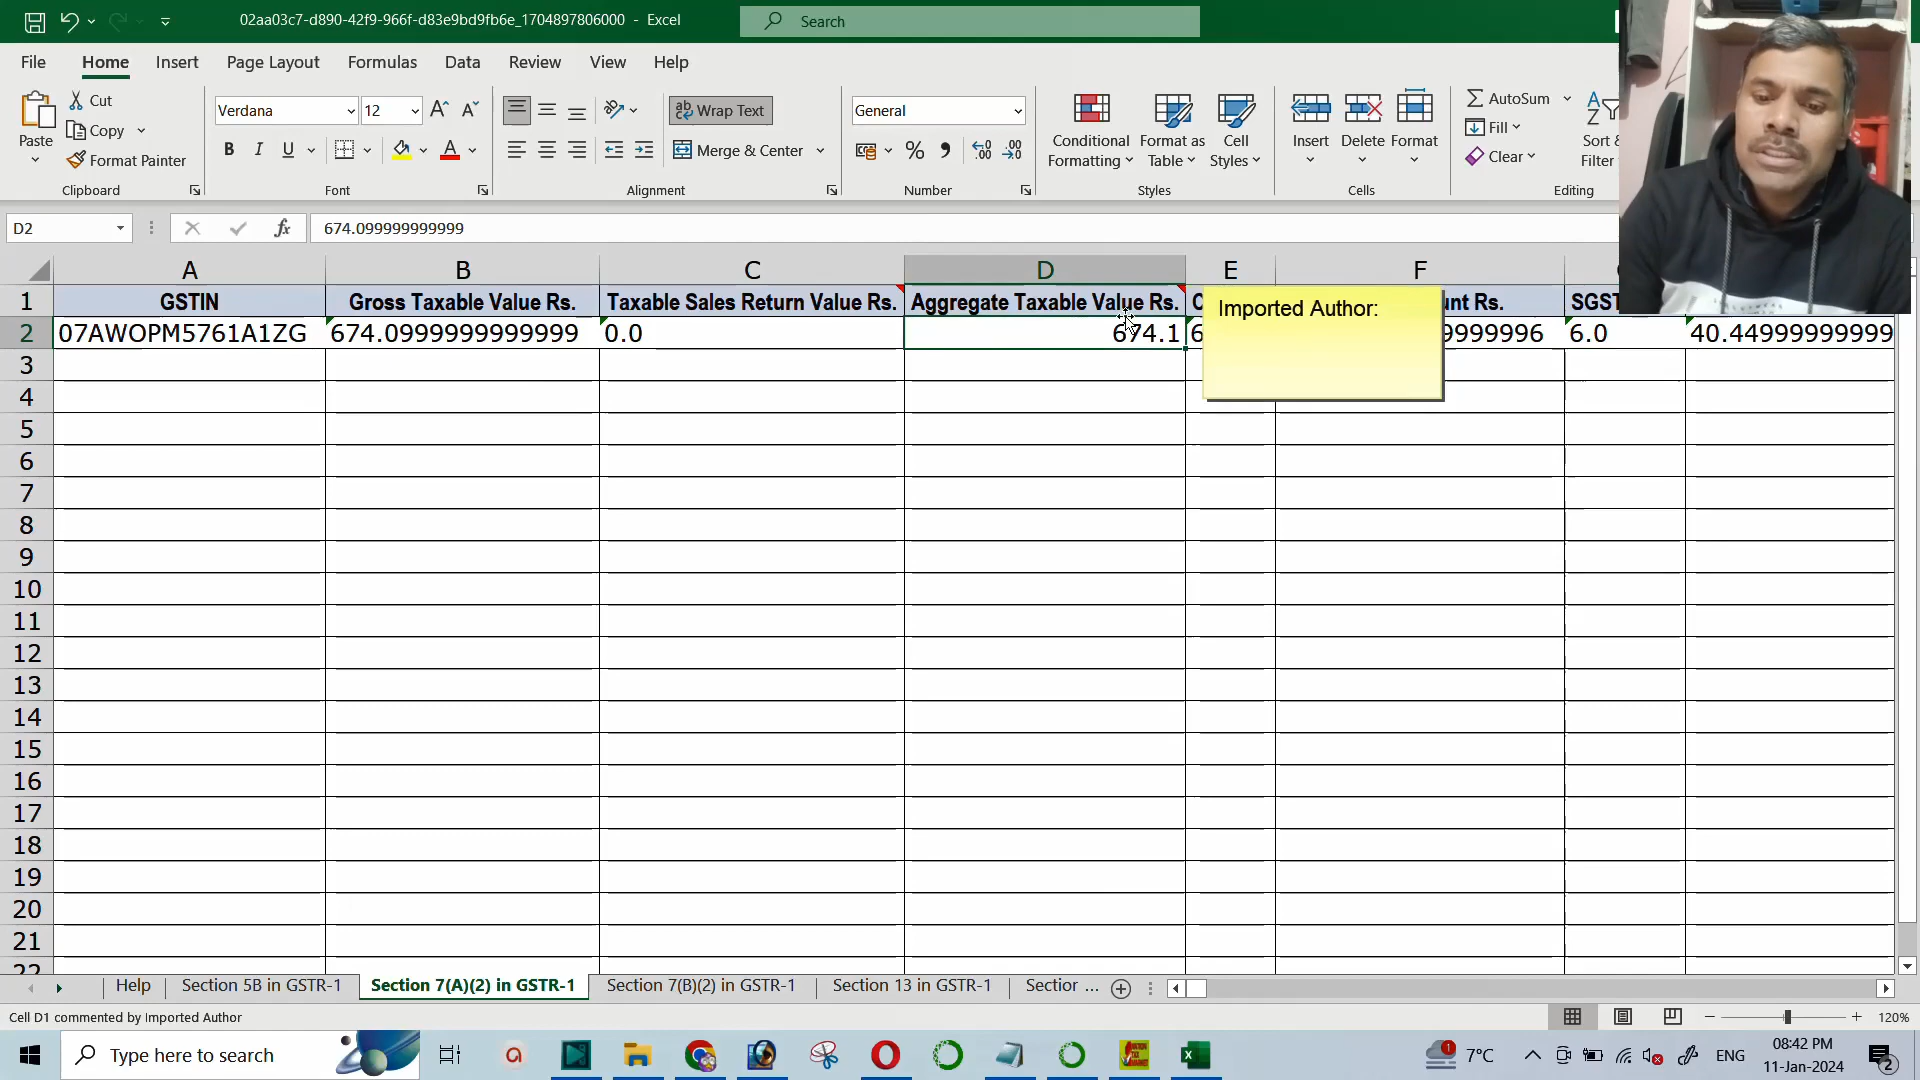 02aa03c7-d890-42f9-966f-d83e9bd9fb6e_1704897806000 - Excel
Search
File Home Insert Page Layout Formulas Data Review View Help
Paste
Cut
Copy
Format Painter
Clipboard
Verdana 12
B I U
Font
Wrap Text
Merge & Center
Alignment
General
Number
Conditional Formatting
Format as Table
Cell Styles
Styles
Insert Delete Format
Cells
AutoSum
Fill
Clear
Sort &
Filter
Editing
D2
fx
674.099999999999
A B C D E F
1 GSTIN Gross Taxable Value Rs. Taxable Sales Return Value Rs. Aggregate Taxable Value Rs. C unt Rs. SGST
2 07AWOPM5761A1ZG 674.0999999999999 0.0 674.1 6 9999996 6.0 40.44999999999
Imported Author:
3
4
5
6
7
8
9
10
11
12
13
14
15
16
17
18
19
20
21
22
Help Section 5B in GSTR-1 Section 7(A)(2) in GSTR-1 Section 7(B)(2) in GSTR-1 Section 13 in GSTR-1 Sectior ...
Cell D1 commented by Imported Author
120%
Type here to search
7°C
ENG
08:42 PM
11-Jan-2024
2